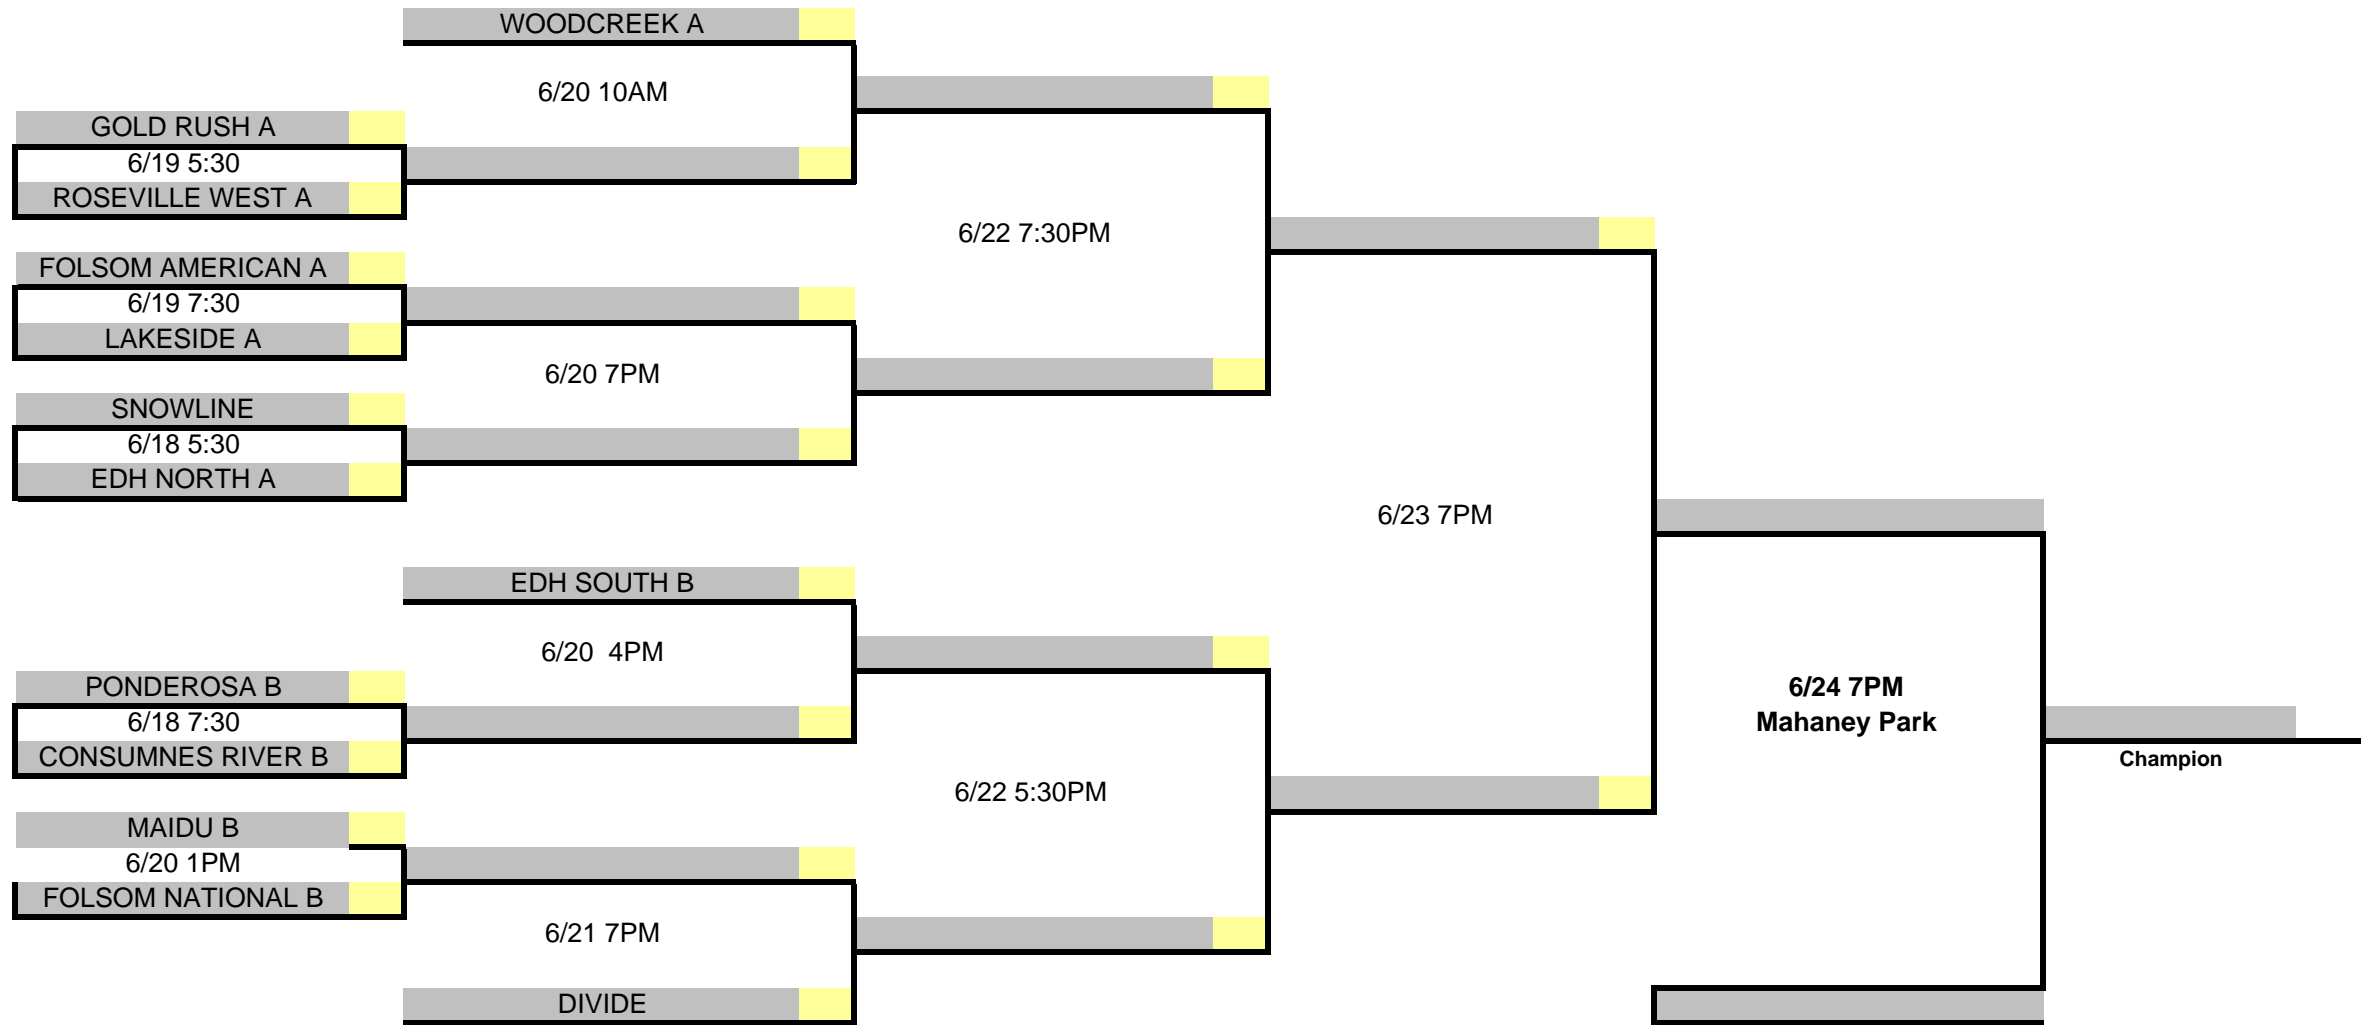 WOODCREEK A
6/20 10AM
GOLD RUSH A
6/19 5:30
ROSEVILLE WEST A
6/22 7:30PM
FOLSOM AMERICAN A
6/19 7:30
LAKESIDE A
6/20 7PM
SNOWLINE
6/18 5:30
EDH NORTH A
6/23 7PM
EDH SOUTH B
6/20  4PM
PONDEROSA B
6/18 7:30
CONSUMNES RIVER B
6/24 7PM
Mahaney Park
Champion
6/22 5:30PM
MAIDU B
6/20 1PM
FOLSOM NATIONAL B
6/21 7PM
DIVIDE